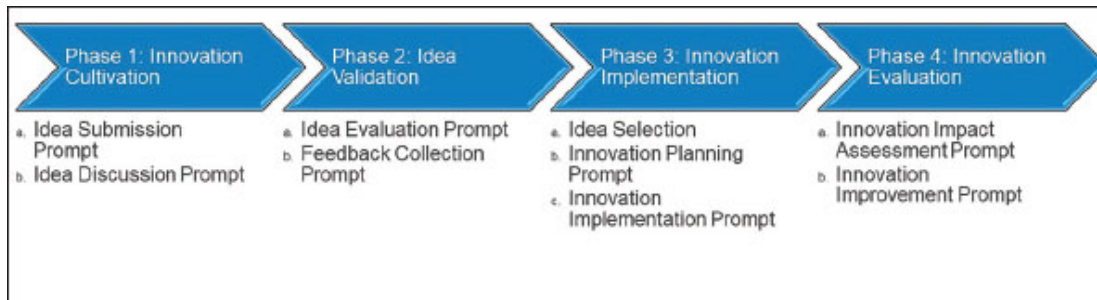 Phase 1: Innovation
Cultivation
a. Idea Submission
Prompt
b. Idea Discussion Prompt
Phase 2: Idea
Validation
a. Idea Evaluation Prompt
b. Feedback Collection
Prompt
Phase 3: Innovation
Implementation
a. Idea Selection
b. Innovation Planning
Prompt
c. Innovation
Implementation Prompt
Phase 4: Innovation
Evaluation
a. Innovation Impact
Assessment Prompt
b. Innovation
Improvement Prompt